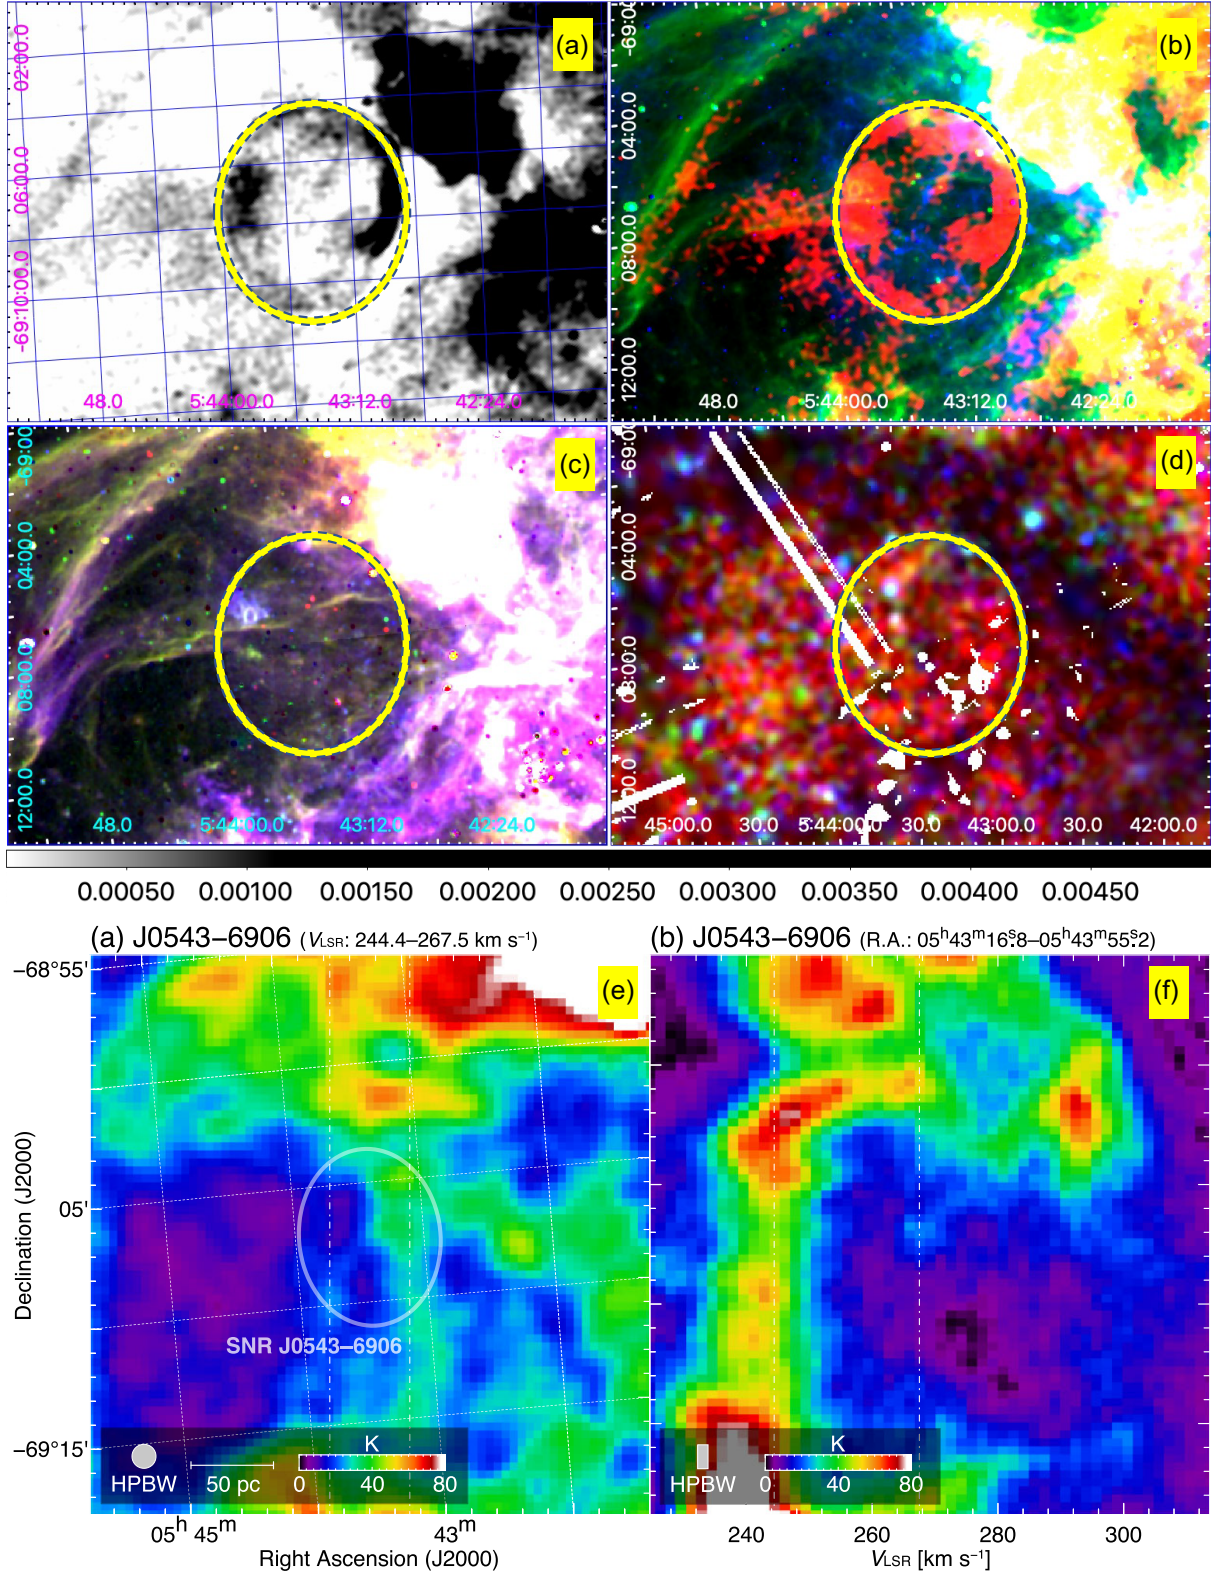 (a)
02:00.0
06:00.0
-69:10:00.0
48.0 5:44:00.0 43:12.0 42:24.0
(b)
-69:00
04:00.0
08:00.0
12:00.0
48.0 5:44:00.0 43:12.0 42:24.0
(c)
-69:00
04:00.0
08:00.0
12:00.0
48.0 5:44:00.0 43:12.0 42:24.0
(d)
-69:00
04:00.0
08:00.0
12:00.0
45:00.0 30.0 5:44:00.0 30.0 43:00.0 30.0 42:00.0
0.00050 0.00100 0.00150 0.00200 0.00250 0.00300 0.00350 0.00400 0.00450
(a) J0543–6906 (VLSR: 244.4–267.5 km s⁻¹)
(e)
−68°55'
05'
−69°15'
Declination (J2000)
SNR J0543–6906
HPBW
50 pc
K
0 40 80
05ʰ 45ᵐ 43ᵐ
Right Ascension (J2000)
(b) J0543–6906 (R.A.: 05ʰ43ᵐ16ˢ.8–05ʰ43ᵐ55ˢ.2)
(f)
HPBW
K
0 40 80
240 260 280 300
VLSR [km s⁻¹]